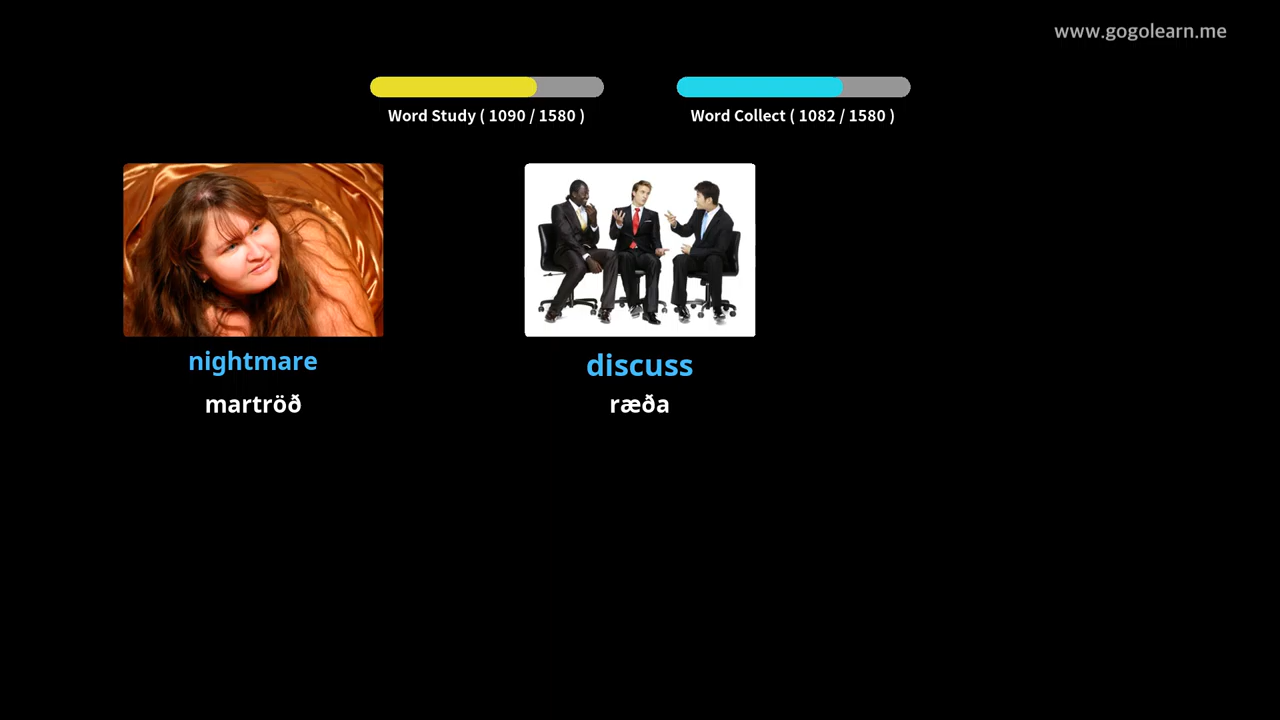 www.gogolearn.me
Word Study ( 1090 / 1580 )
Word Collect ( 1082 / 1580 )
nightmare
martröð
discuss
ræða